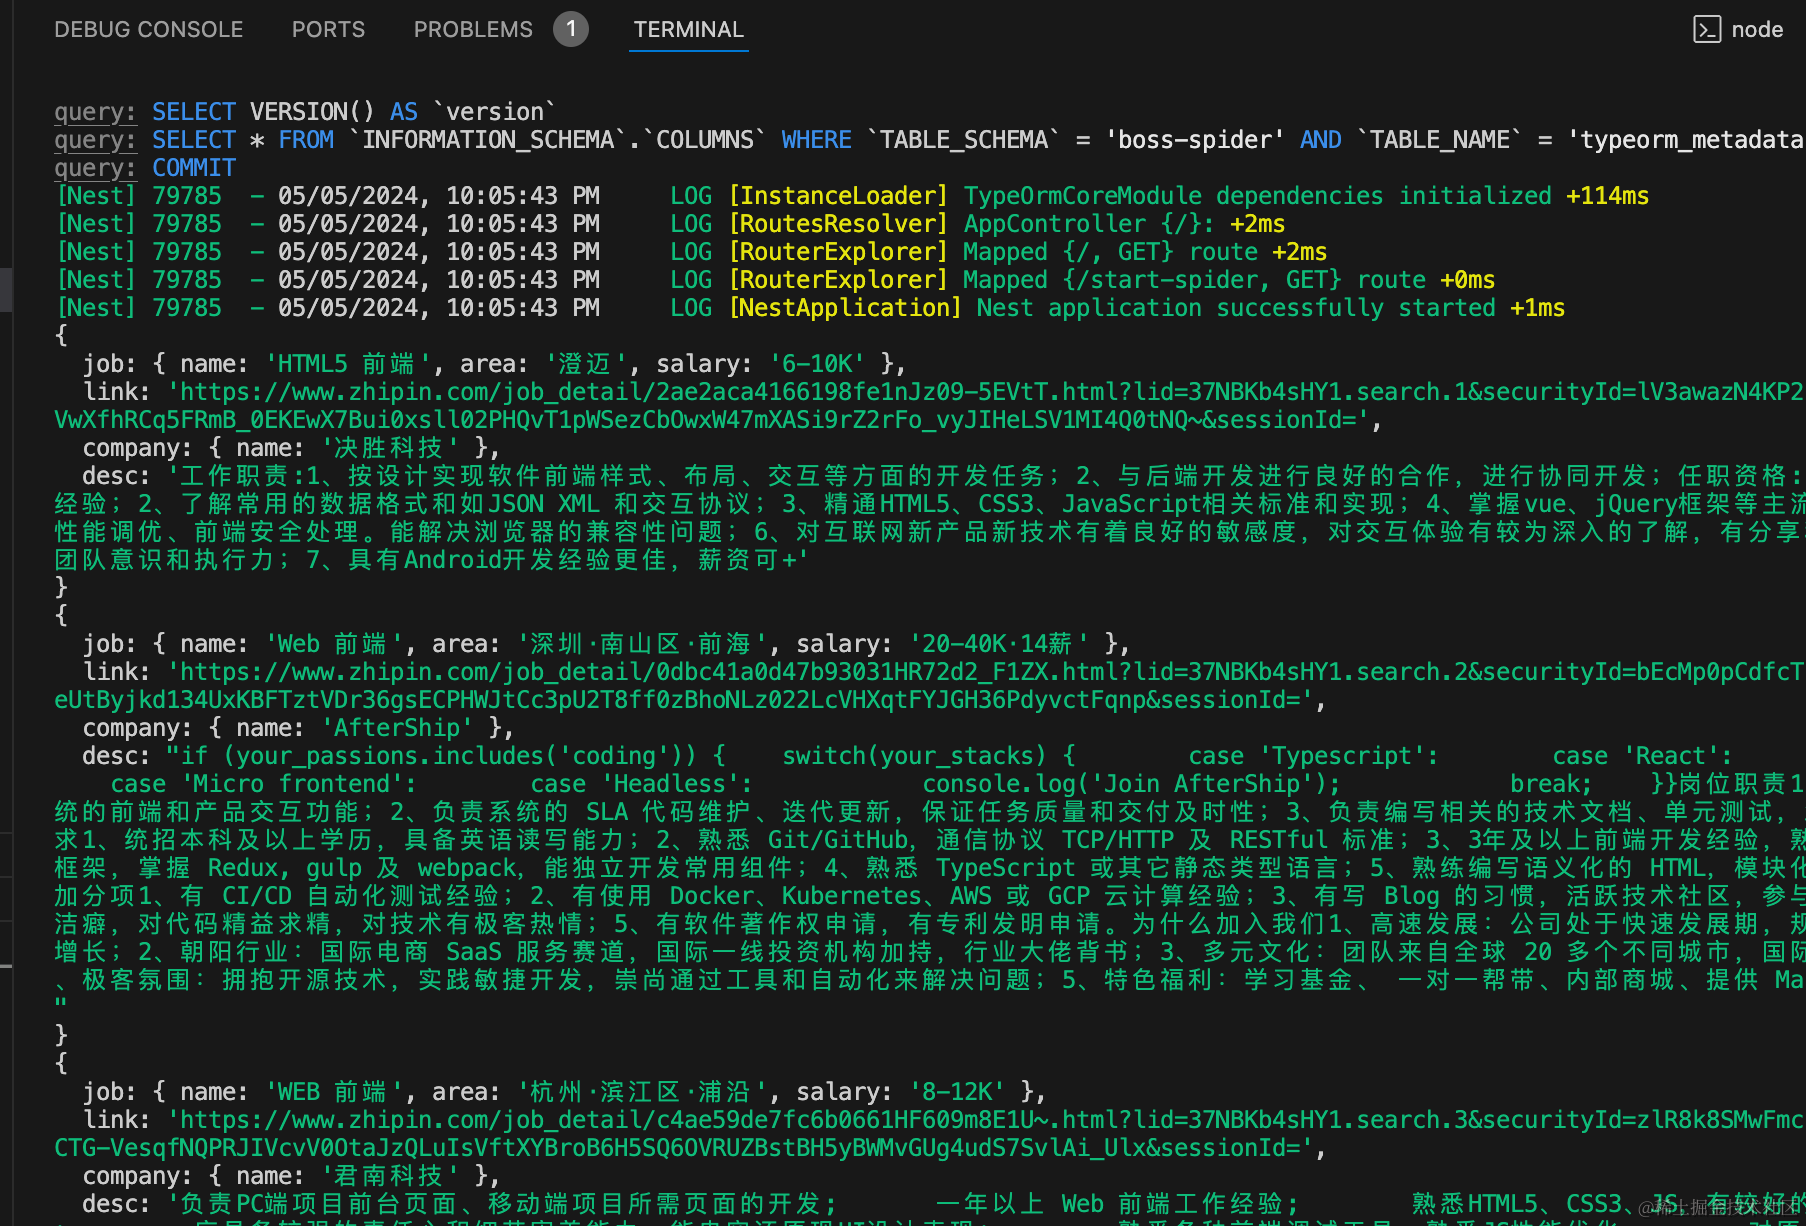 DEBUG CONSOLE PORTS PROBLEMS 1 TERMINAL node
query: SELECT VERSION() AS `version`
query: SELECT * FROM `INFORMATION_SCHEMA`.`COLUMNS` WHERE `TABLE_SCHEMA` = 'boss-spider' AND `TABLE_NAME` = 'typeorm_metadata
query: COMMIT
[Nest] 79785  - 05/05/2024, 10:05:43 PM     LOG [InstanceLoader] TypeOrmCoreModule dependencies initialized +114ms
[Nest] 79785  - 05/05/2024, 10:05:43 PM     LOG [RoutesResolver] AppController {/}: +2ms
[Nest] 79785  - 05/05/2024, 10:05:43 PM     LOG [RouterExplorer] Mapped {/, GET} route +2ms
[Nest] 79785  - 05/05/2024, 10:05:43 PM     LOG [RouterExplorer] Mapped {/start-spider, GET} route +0ms
[Nest] 79785  - 05/05/2024, 10:05:43 PM     LOG [NestApplication] Nest application successfully started +1ms
{
  job: { name: 'HTML5 前端', area: '澄迈', salary: '6-10K' },
  link: 'https://www.zhipin.com/job_detail/2ae2aca4166198fe1nJz09-5EVtT.html?lid=37NBKb4sHY1.search.1&securityId=lV3awazN4KP2
VwXfhRCq5FRmB_0EKEwX7Bui0xsll02PHQvT1pWSezCbOwxW47mXASi9rZ2rFo_vyJIHeLSV1MI4Q0tNQ~&sessionId=',
  company: { name: '决胜科技' },
  desc: '工作职责:1、按设计实现软件前端样式、布局、交互等方面的开发任务；2、与后端开发进行良好的合作，进行协同开发；任职资格:
经验；2、了解常用的数据格式和如JSON XML 和交互协议；3、精通HTML5、CSS3、JavaScript相关标准和实现；4、掌握vue、jQuery框架等主流
性能调优、前端安全处理。能解决浏览器的兼容性问题；6、对互联网新产品新技术有着良好的敏感度，对交互体验有较为深入的了解，有分享
团队意识和执行力；7、具有Android开发经验更佳，薪资可+'
}
{
  job: { name: 'Web 前端', area: '深圳·南山区·前海', salary: '20-40K·14薪' },
  link: 'https://www.zhipin.com/job_detail/0dbc41a0d47b93031HR72d2_F1ZX.html?lid=37NBKb4sHY1.search.2&securityId=bEcMp0pCdfcT
eUtByjkd134UxKBFTztVDr36gsECPHWJtCc3pU2T8ff0zBhoNLz022LcVHXqtFYJGH36PdyvctFqnp&sessionId=',
  company: { name: 'AfterShip' },
  desc: "if (your_passions.includes('coding')) {    switch(your_stacks) {        case 'Typescript':        case 'React':
    case 'Micro frontend':        case 'Headless':            console.log('Join AfterShip');            break;    }}岗位职责1
统的前端和产品交互功能；2、负责系统的 SLA 代码维护、迭代更新，保证任务质量和交付及时性；3、负责编写相关的技术文档、单元测试，
求1、统招本科及以上学历，具备英语读写能力；2、熟悉 Git/GitHub，通信协议 TCP/HTTP 及 RESTful 标准；3、3年及以上前端开发经验，熟
框架，掌握 Redux, gulp 及 webpack，能独立开发常用组件；4、熟悉 TypeScript 或其它静态类型语言；5、熟练编写语义化的 HTML，模块化
加分项1、有 CI/CD 自动化测试经验；2、有使用 Docker、Kubernetes、AWS 或 GCP 云计算经验；3、有写 Blog 的习惯，活跃技术社区，参与
洁癖，对代码精益求精，对技术有极客热情；5、有软件著作权申请，有专利发明申请。为什么加入我们1、高速发展：公司处于快速发展期，规
增长；2、朝阳行业：国际电商 SaaS 服务赛道，国际一线投资机构加持，行业大佬背书；3、多元文化：团队来自全球 20 多个不同城市，国际
、极客氛围：拥抱开源技术，实践敏捷开发，崇尚通过工具和自动化来解决问题；5、特色福利：学习基金、 一对一帮带、内部商城、提供 Ma
"
}
{
  job: { name: 'WEB 前端', area: '杭州·滨江区·浦沿', salary: '8-12K' },
  link: 'https://www.zhipin.com/job_detail/c4ae59de7fc6b0661HF609m8E1U~.html?lid=37NBKb4sHY1.search.3&securityId=zlR8k8SMwFmc
CTG-VesqfNQPRJIVcvV0OtaJzQLuIsVftXYBroB6H5SQ6OVRUZBstBH5yBWMvGUg4udS7SvlAi_Ulx&sessionId=',
  company: { name: '君南科技' },
  desc: '负责PC端项目前台页面、移动端项目所需页面的开发；       一年以上 Web 前端工作经验；       熟悉HTML5、CSS3、JS，有较好的
@稀土掘金技术社区